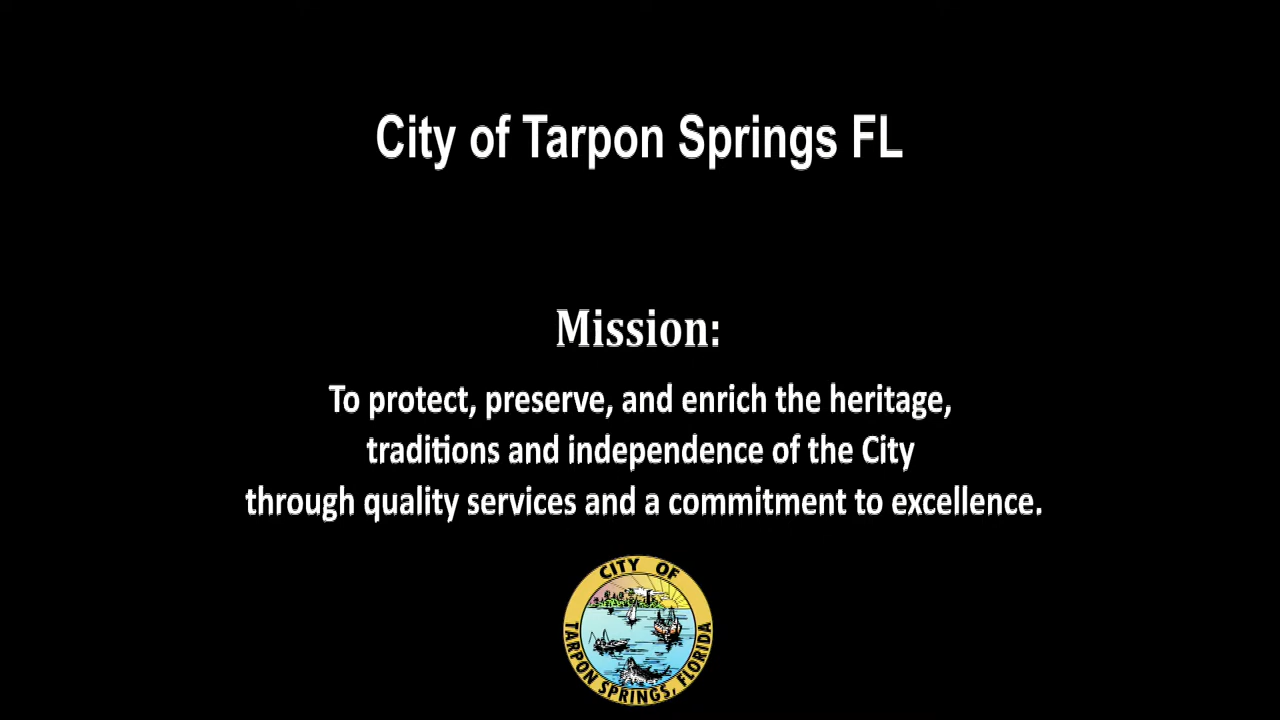 City of Tarpon Springs FL
Mission:
To protect, preserve, and enrich the heritage,
traditions and independence of the City
through quality services and a commitment to excellence.
CITY OF
TARPON SPRINGS, FLORIDA